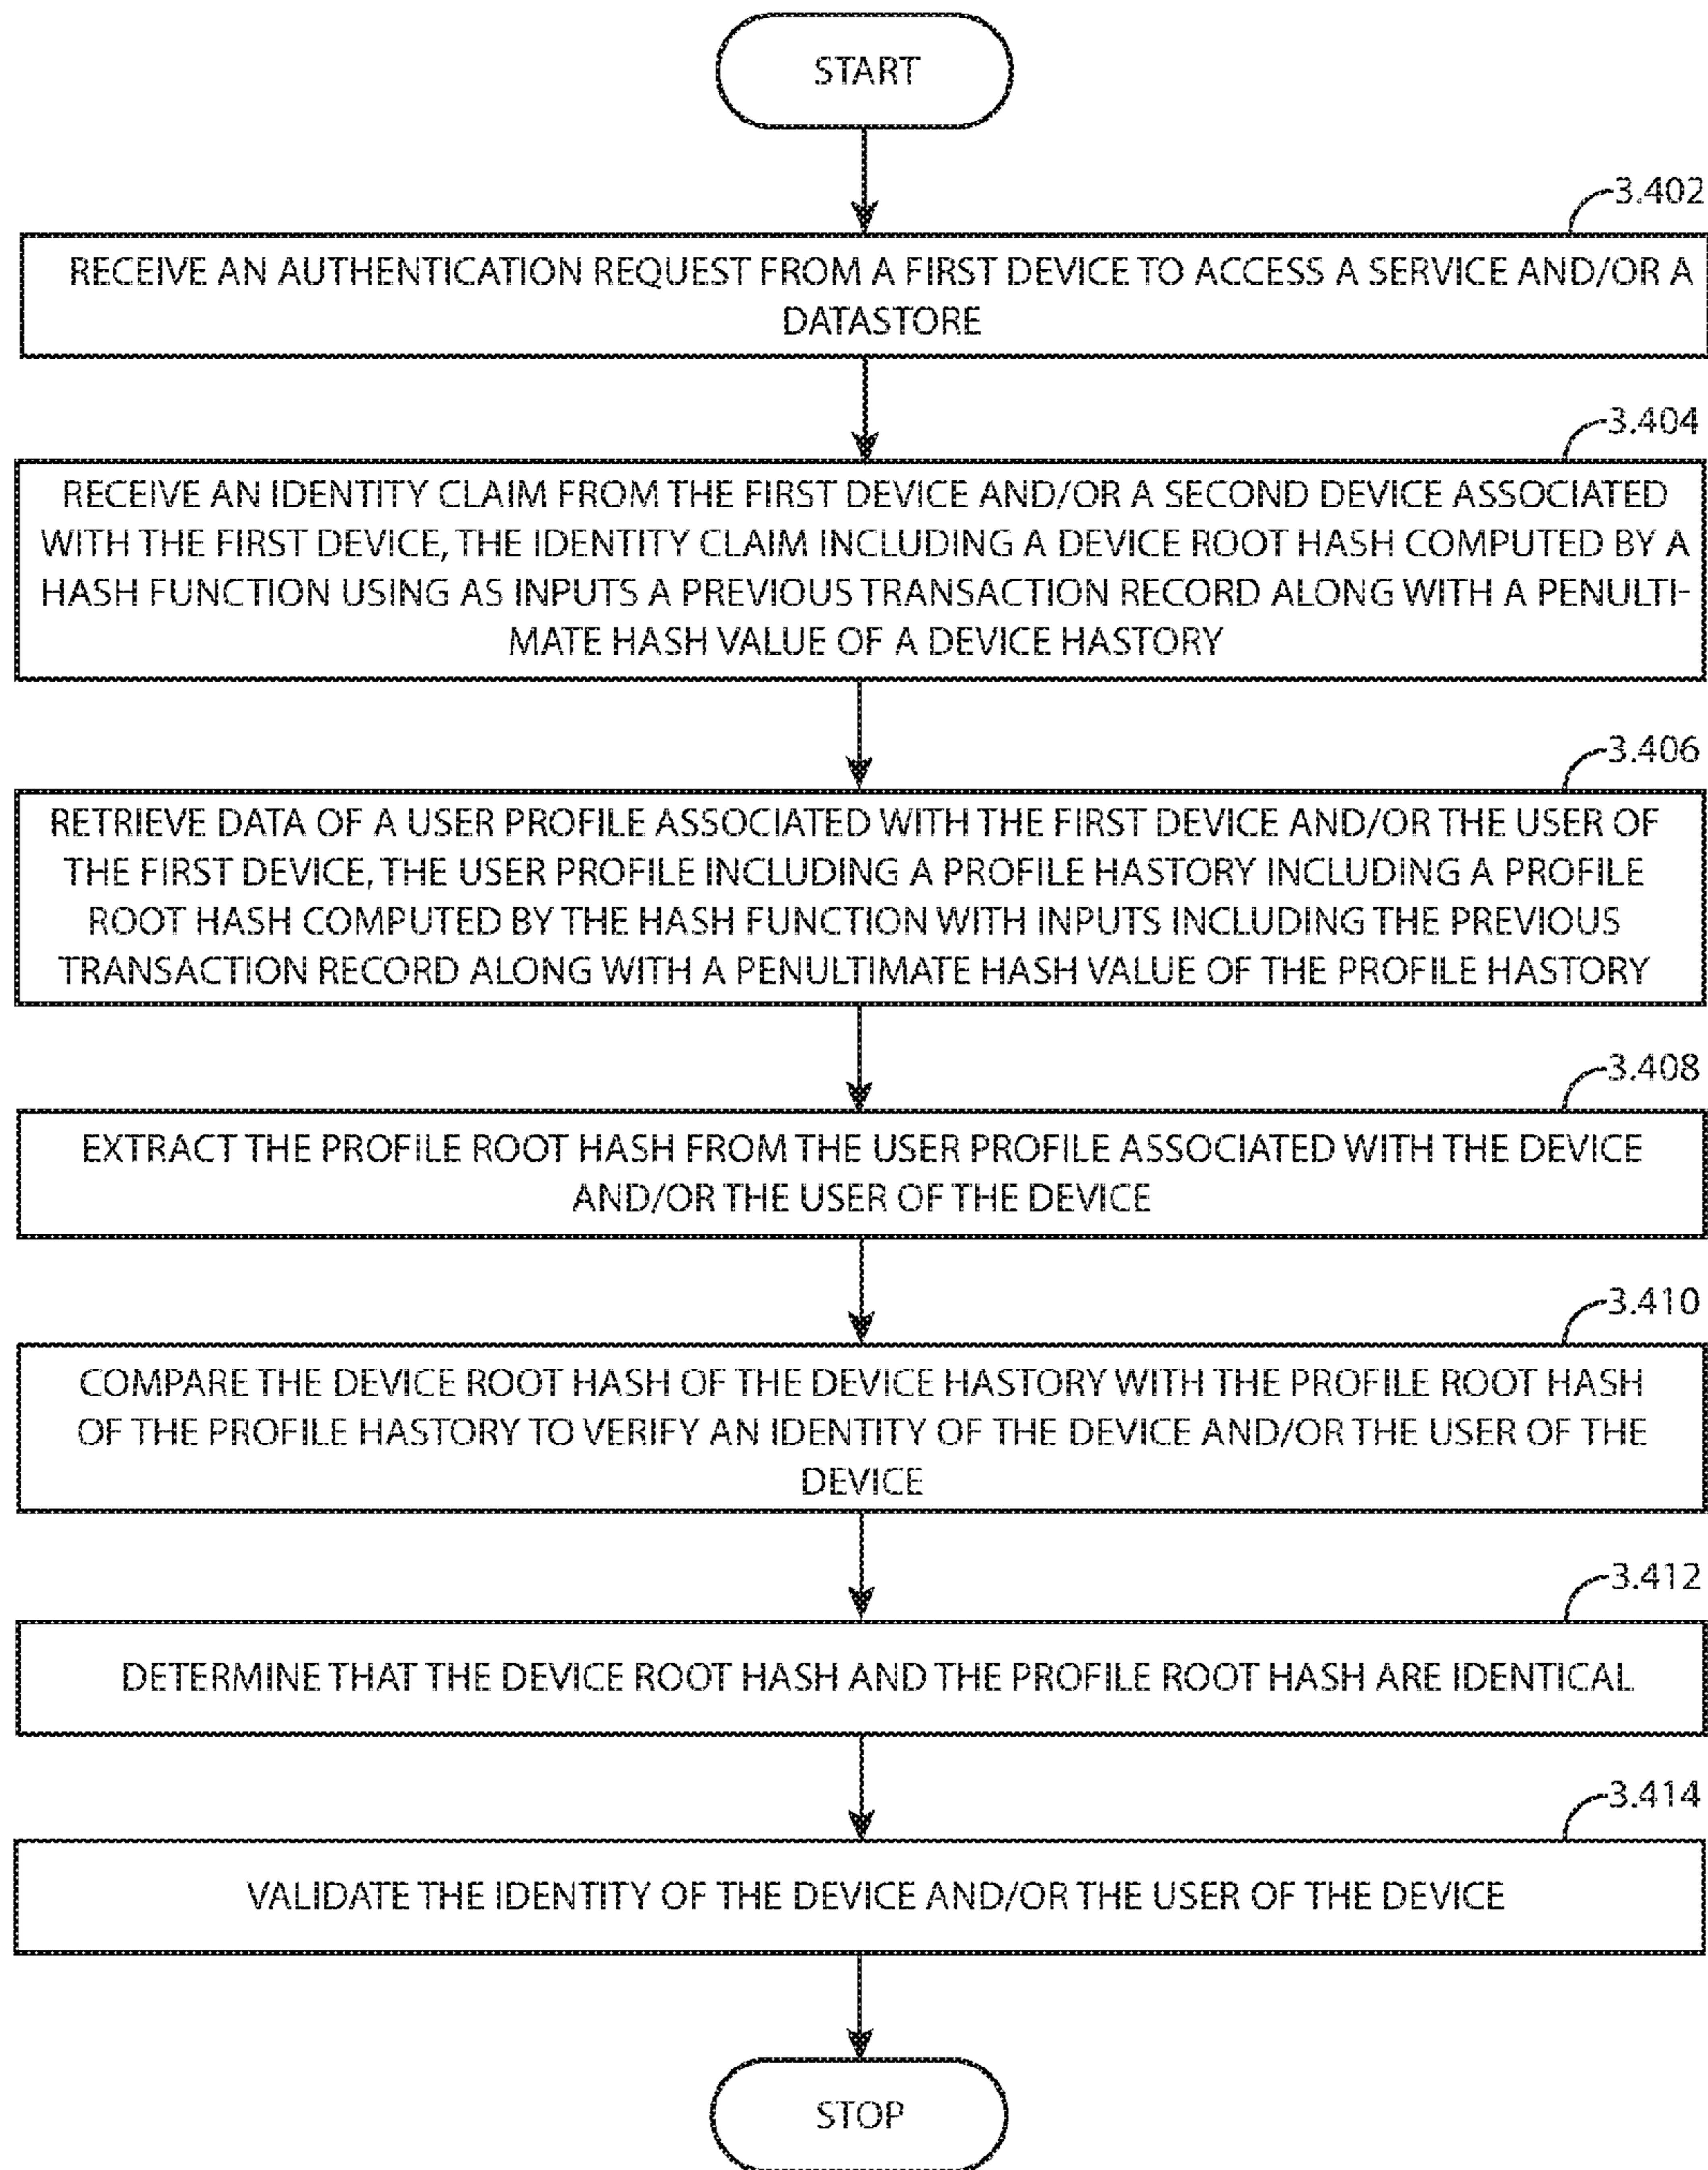 START
3.402
RECEIVE AN AUTHENTICATION REQUEST FROM A FIRST DEVICE TO ACCESS A SERVICE AND/OR A
DATASTORE
3.404
RECEIVE AN IDENTITY CLAIM FROM THE FIRST DEVICE AND/OR A SECOND DEVICE ASSOCIATED
WITH THE FIRST DEVICE, THE IDENTITY CLAIM INCLUDING A DEVICE ROOT HASH COMPUTED BY A
HASH FUNCTION USING AS INPUTS A PREVIOUS TRANSACTION RECORD ALONG WITH A PENULTI-
MATE HASH VALUE OF A DEVICE HASTORY
3.406
RETRIEVE DATA OF A USER PROFILE ASSOCIATED WITH THE FIRST DEVICE AND/OR THE USER OF
THE FIRST DEVICE, THE USER PROFILE INCLUDING A PROFILE HASTORY INCLUDING A PROFILE
ROOT HASH COMPUTED BY THE HASH FUNCTION WITH INPUTS INCLUDING THE PREVIOUS
TRANSACTION RECORD ALONG WITH A PENULTIMATE HASH VALUE OF THE PROFILE HASTORY
3.408
EXTRACT THE PROFILE ROOT HASH FROM THE USER PROFILE ASSOCIATED WITH THE DEVICE
AND/OR THE USER OF THE DEVICE
3.410
COMPARE THE DEVICE ROOT HASH OF THE DEVICE HASTORY WITH THE PROFILE ROOT HASH
OF THE PROFILE HASTORY TO VERIFY AN IDENTITY OF THE DEVICE AND/OR THE USER OF THE
DEVICE
3.412
DETERMINE THAT THE DEVICE ROOT HASH AND THE PROFILE ROOT HASH ARE IDENTICAL
3.414
VALIDATE THE IDENTITY OF THE DEVICE AND/OR THE USER OF THE DEVICE
STOP